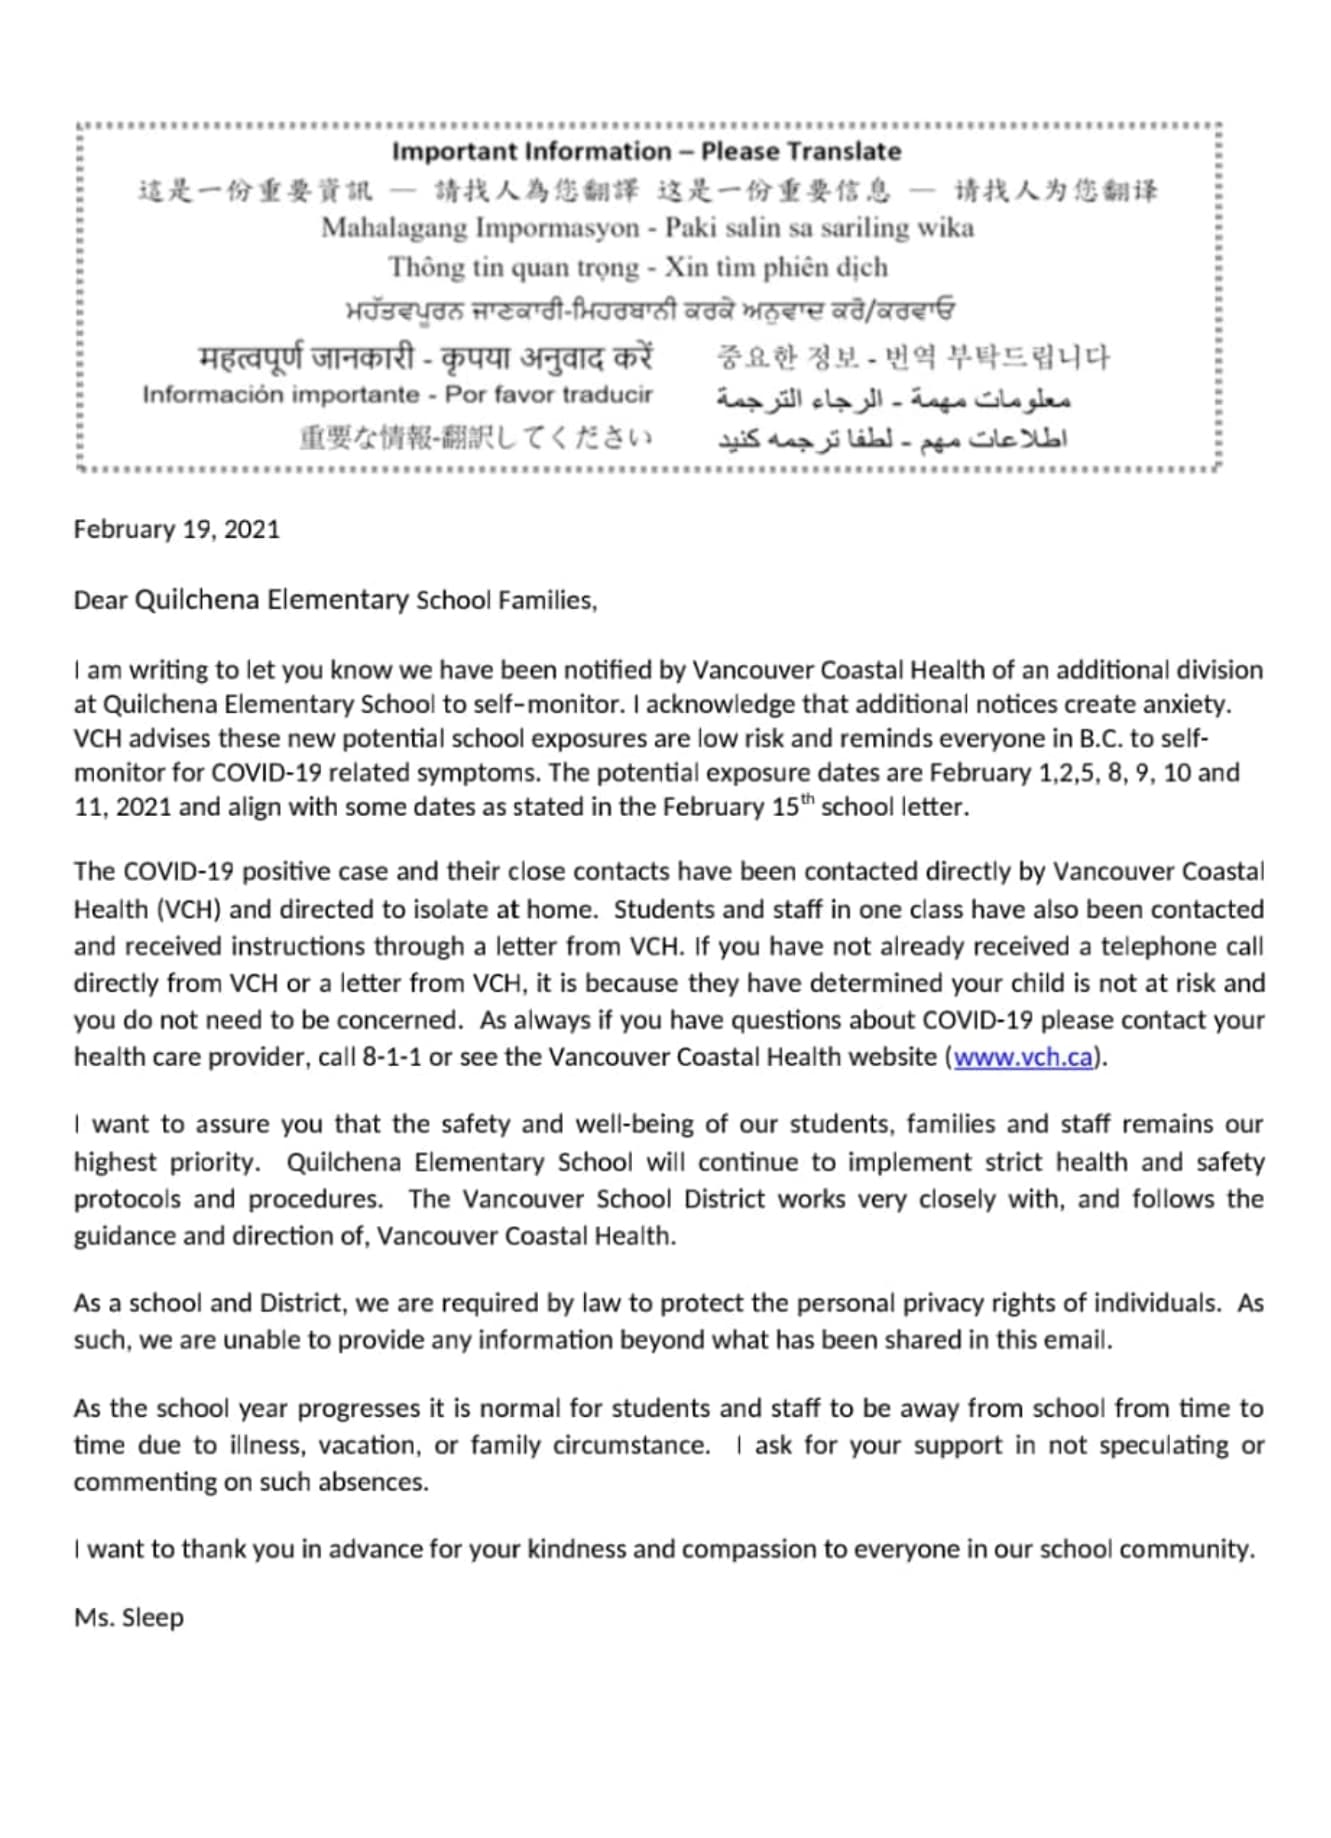 Important Information – Please Translate
這是一份重要資訊 — 請找人為您翻譯 这是一份重要信息 — 请找人为您翻译
Mahalagang Impormasyon - Paki salin sa sariling wika
Thông tin quan trọng - Xin tìm phiên dịch
ਮਹੱਤਵਪੂਰਨ ਜਾਣਕਾਰੀ-ਮਿਹਰਬਾਨੀ ਕਰਕੇ ਅਨੁਵਾਦ ਕਰੋ/ਕਰਵਾਓ
महत्वपूर्ण जानकारी - कृपया अनुवाद करें 중요한 정보 - 번역 부탁드립니다
Información importante - Por favor traducir معلومات مهمة - الرجاء الترجمة
重要な情報-翻訳してください اطلاعات مهم - لطفا ترجمه کنید
February 19, 2021
Dear Quilchena Elementary School Families,
I am writing to let you know we have been notified by Vancouver Coastal Health of an additional division
at Quilchena Elementary School to self-monitor. I acknowledge that additional notices create anxiety.
VCH advises these new potential school exposures are low risk and reminds everyone in B.C. to self-
monitor for COVID-19 related symptoms. The potential exposure dates are February 1,2,5, 8, 9, 10 and
11, 2021 and align with some dates as stated in the February 15th school letter.
The COVID-19 positive case and their close contacts have been contacted directly by Vancouver Coastal
Health (VCH) and directed to isolate at home. Students and staff in one class have also been contacted
and received instructions through a letter from VCH. If you have not already received a telephone call
directly from VCH or a letter from VCH, it is because they have determined your child is not at risk and
you do not need to be concerned. As always if you have questions about COVID-19 please contact your
health care provider, call 8-1-1 or see the Vancouver Coastal Health website (www.vch.ca).
I want to assure you that the safety and well-being of our students, families and staff remains our
highest priority. Quilchena Elementary School will continue to implement strict health and safety
protocols and procedures. The Vancouver School District works very closely with, and follows the
guidance and direction of, Vancouver Coastal Health.
As a school and District, we are required by law to protect the personal privacy rights of individuals. As
such, we are unable to provide any information beyond what has been shared in this email.
As the school year progresses it is normal for students and staff to be away from school from time to
time due to illness, vacation, or family circumstance. I ask for your support in not speculating or
commenting on such absences.
I want to thank you in advance for your kindness and compassion to everyone in our school community.
Ms. Sleep